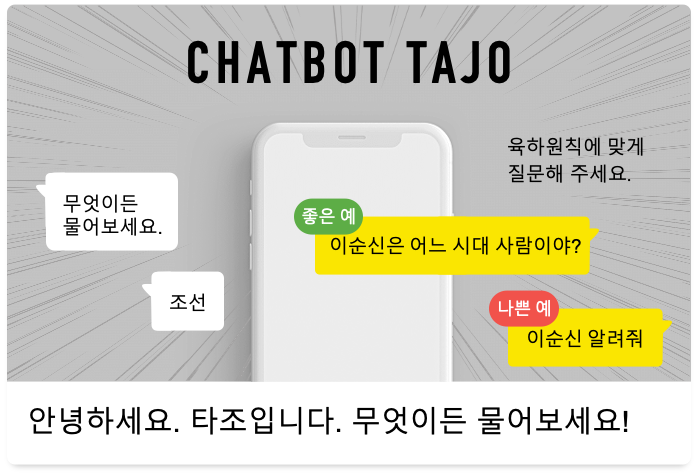 CHATBOT TAJO
육하원칙에 맞게
질문해 주세요.
무엇이든
물어보세요.
좋은 예
이순신은 어느 시대 사람이야?
조선
나쁜 예
이순신 알려줘
안녕하세요. 타조입니다. 무엇이든 물어보세요!